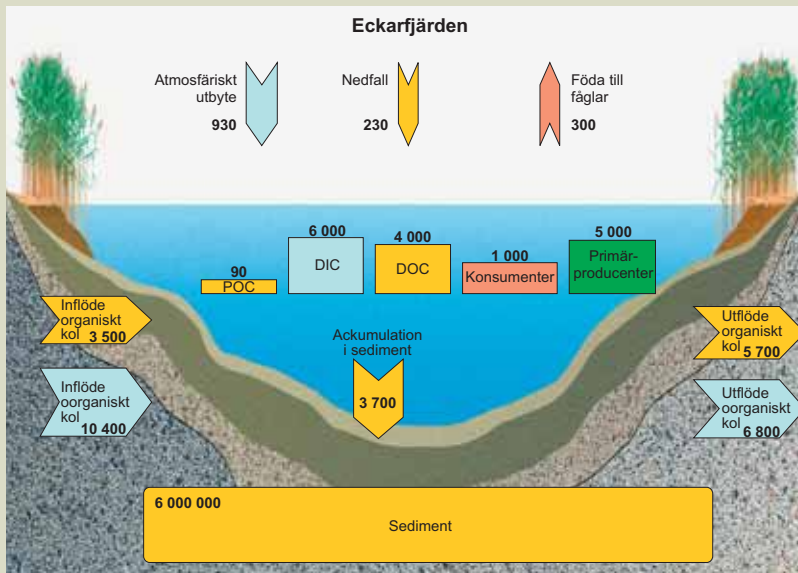 Eckarfjärden
Atmosfäriskt
utbyte
930
Nedfall
230
Föda till
fåglar
300
90
POC
6 000
DIC
4 000
DOC
1 000
Konsumenter
5 000
Primär-
producenter
Inflöde
organiskt
kol 3 500
Inflöde
oorganiskt
kol
10 400
Ackumulation
i sediment
3 700
Utflöde
organiskt
kol 5 700
Utflöde
oorganiskt
kol
6 800
6 000 000
Sediment